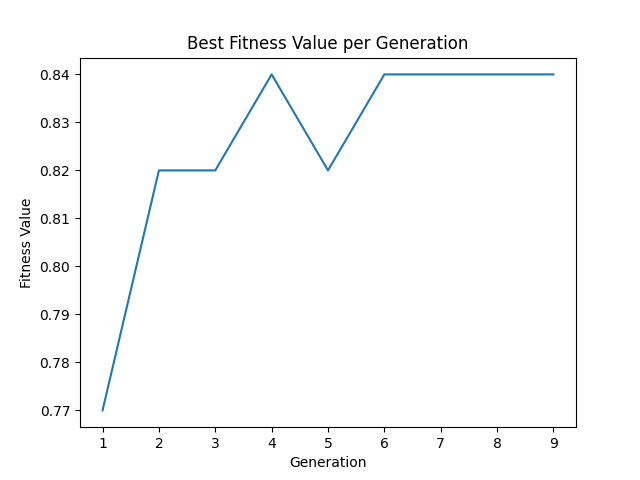 Best Fitness Value per Generation
0.84
0.83
0.82
0.81
0.80
0.79
0.78
0.77
Fitness Value
1 2 3 4 5 6 7 8 9
Generation